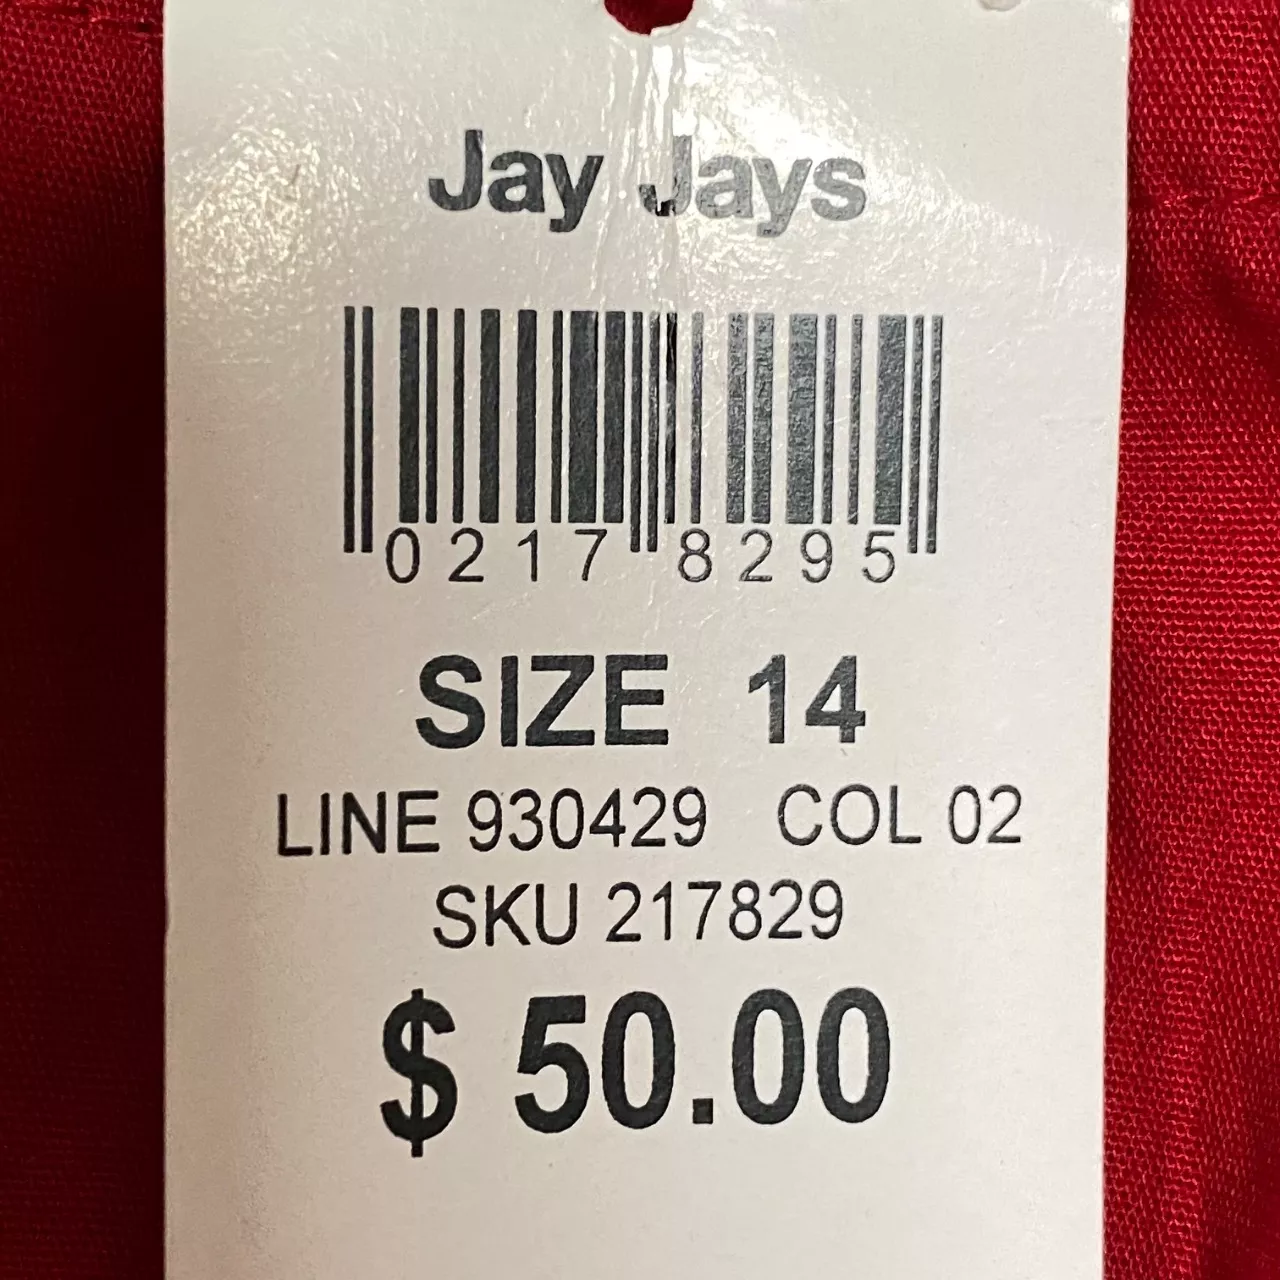 Jay Jays
0217 8295
SIZE 14
LINE 930429 COL 02
SKU 217829
$ 50.00